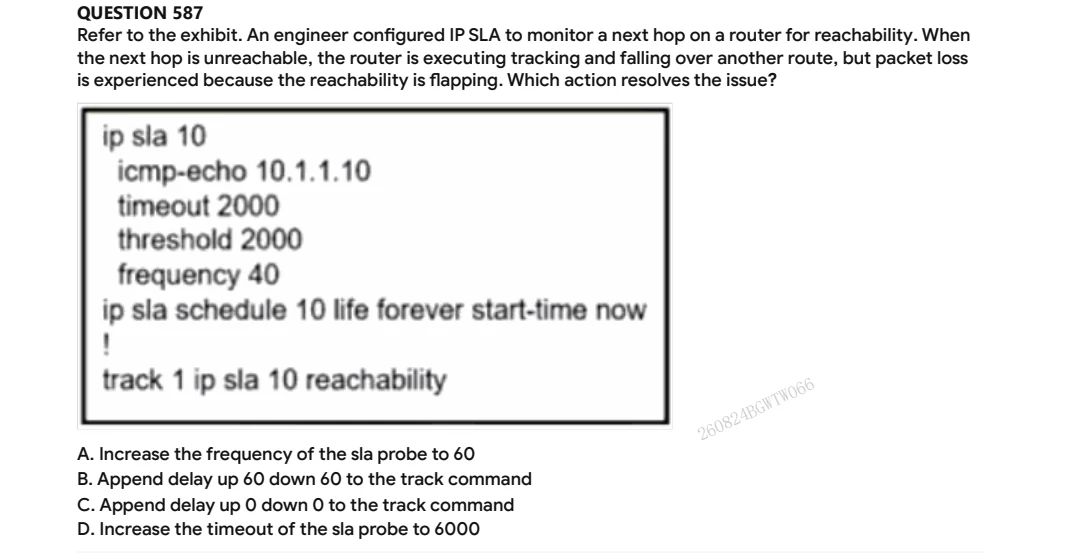 QUESTION 587
Refer to the exhibit. An engineer configured IP SLA to monitor a next hop on a router for reachability. When
the next hop is unreachable, the router is executing tracking and falling over another route, but packet loss
is experienced because the reachability is flapping. Which action resolves the issue?
ip sla 10
icmp-echo 10.1.1.10
timeout 2000
threshold 2000
frequency 40
ip sla schedule 10 life forever start-time now
!
track 1 ip sla 10 reachability
260824BGWTW066
A. Increase the frequency of the sla probe to 60
B. Append delay up 60 down 60 to the track command
C. Append delay up 0 down 0 to the track command
D. Increase the timeout of the sla probe to 6000